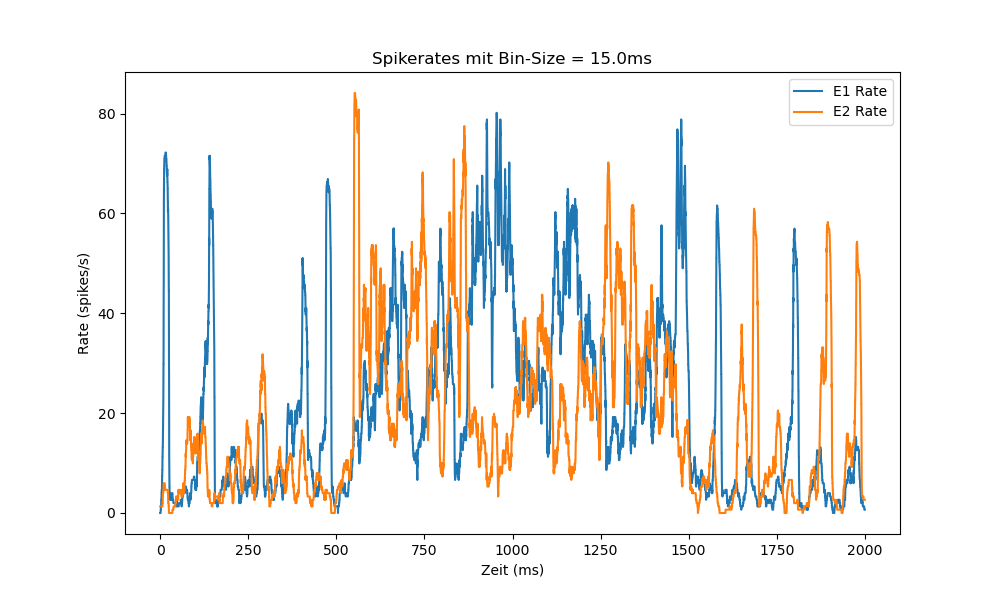 Spikerates mit Bin-Size = 15.0ms
E1 Rate
E2 Rate
80
60
40
20
0
Rate (spikes/s)
0 250 500 750 1000 1250 1500 1750 2000
Zeit (ms)